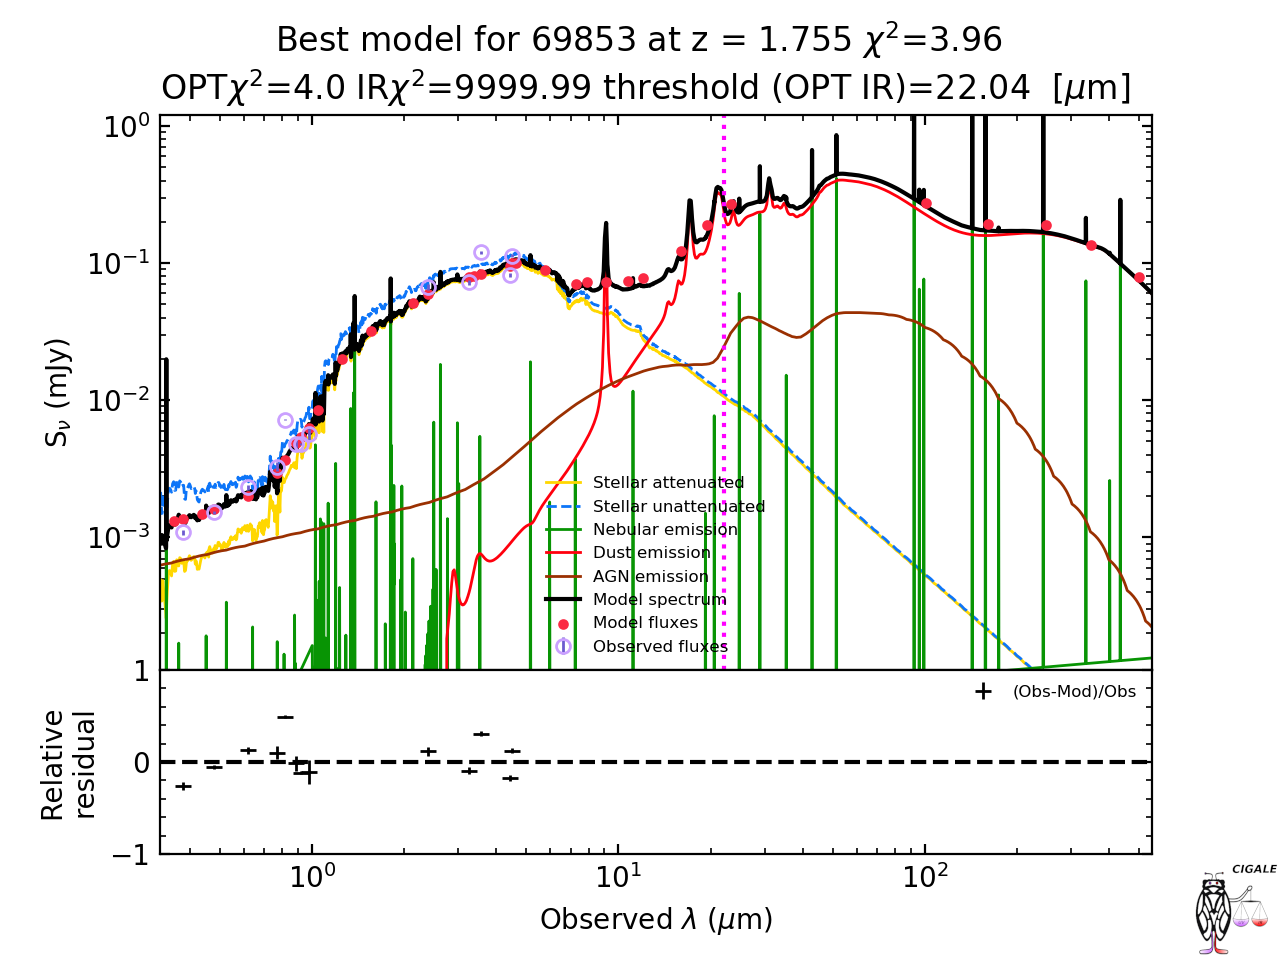 Best model for 69853 at z = 1.755 χ²=3.96
OPTχ²=4.0 IRχ²=9999.99 threshold (OPT IR)=22.04 [μm]
10⁰
10⁻¹
10⁻²
10⁻³
Sᵥ (mJy)
Stellar attenuated
Stellar unattenuated
Nebular emission
Dust emission
AGN emission
Model spectrum
Model fluxes
Observed fluxes
1
0
−1
Relative
residual
(Obs-Mod)/Obs
10⁰
10¹
10²
Observed λ (μm)
CIGALE